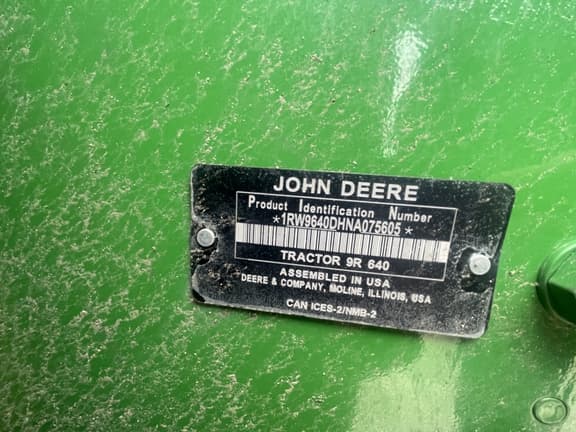 JOHN DEERE
Product Identification Number
*1RW9640DHNA075605*
TRACTOR 9R 640
ASSEMBLED IN USA
DEERE & COMPANY, MOLINE, ILLINOIS, USA
CAN ICES-2/NMB-2